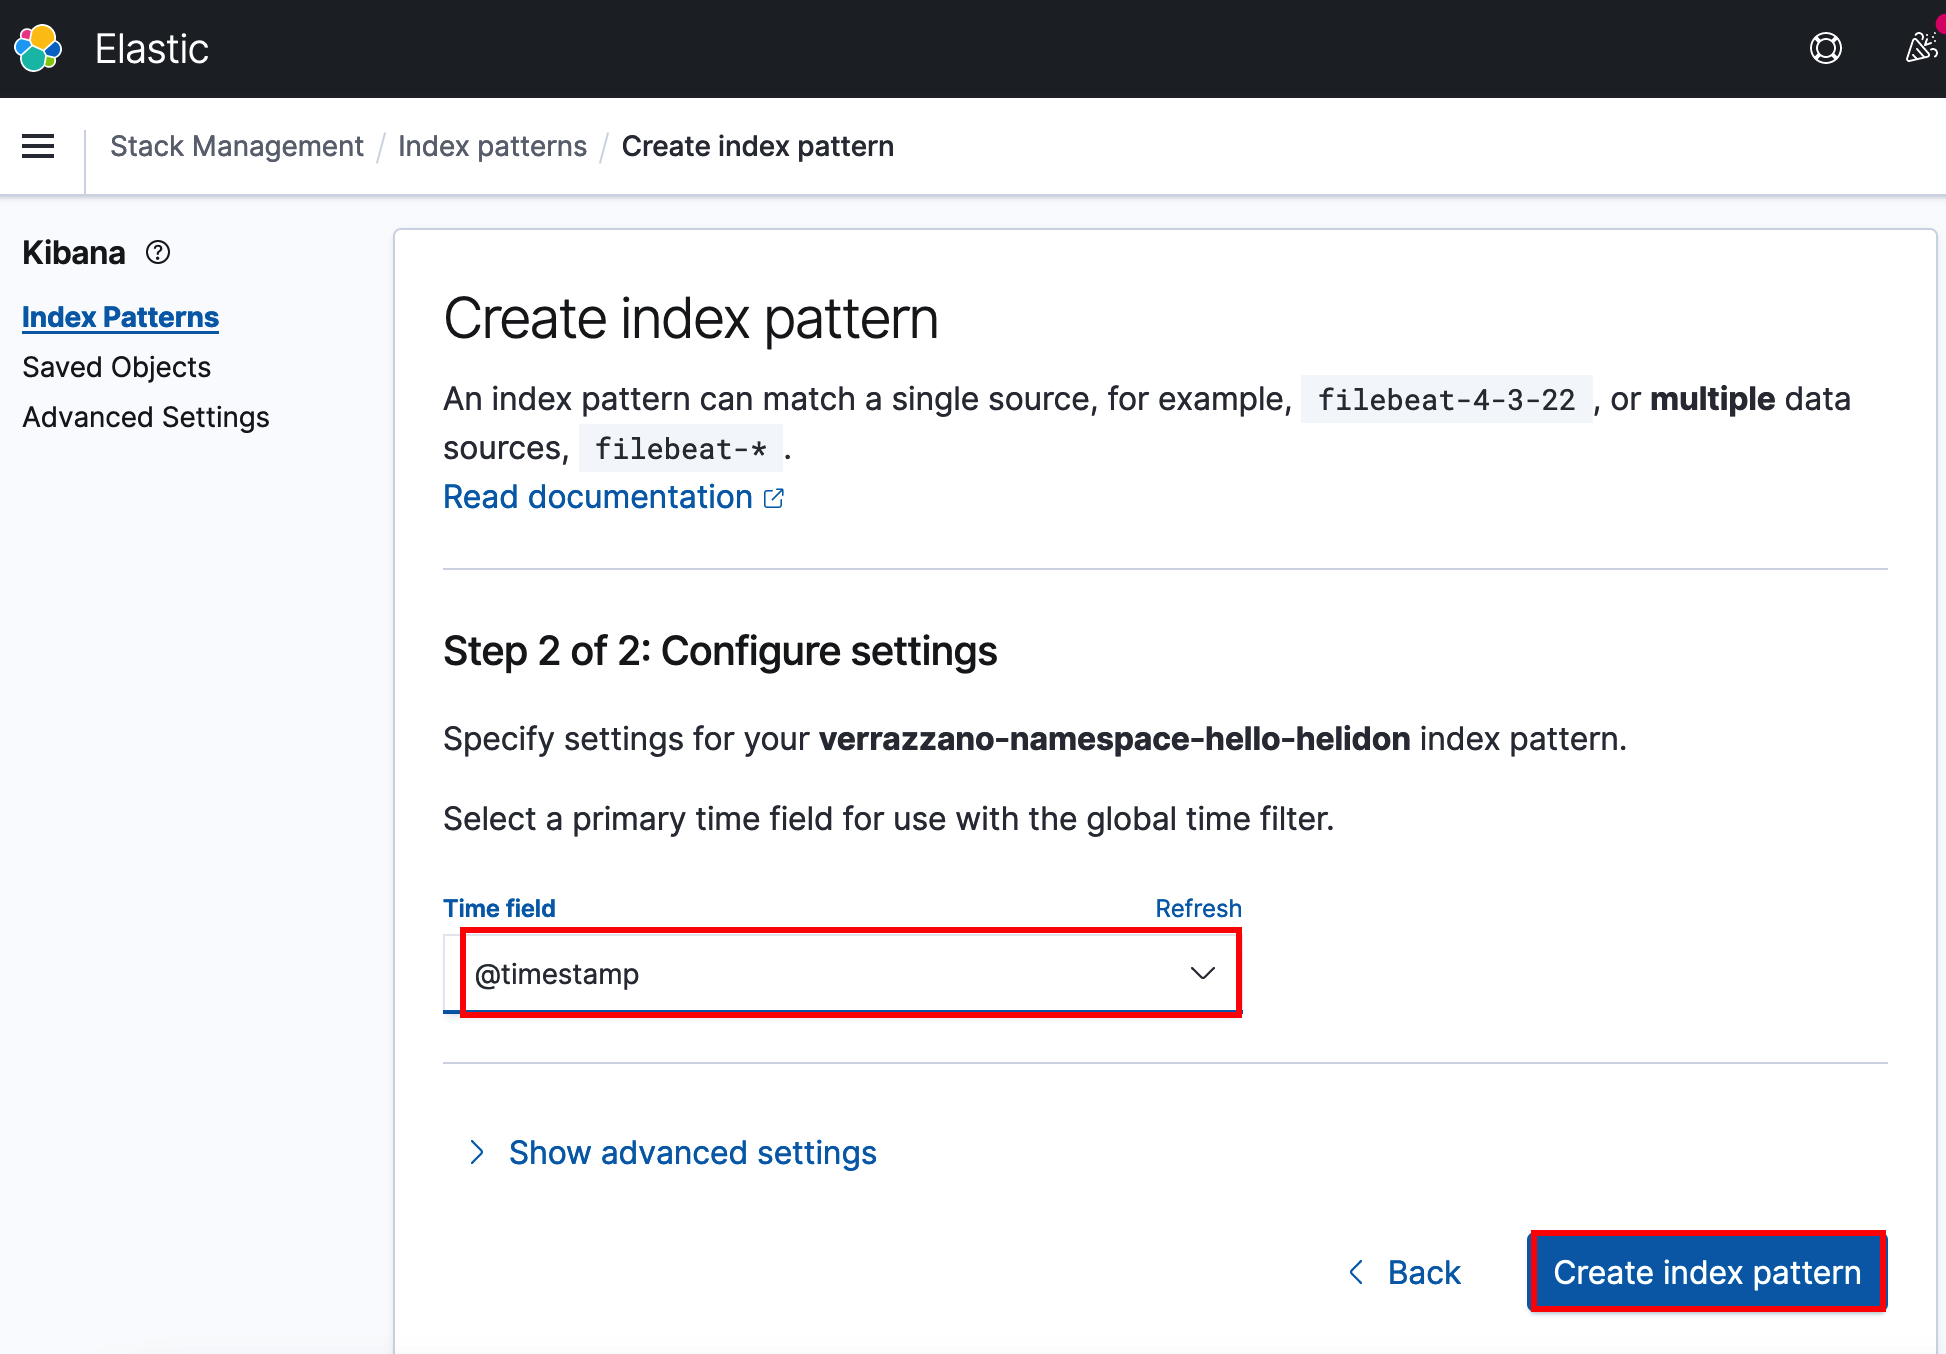 Elastic
Stack Management / Index patterns / Create index pattern
Kibana
Index Patterns
Saved Objects
Advanced Settings
Create index pattern
An index pattern can match a single source, for example, filebeat-4-3-22 , or multiple data
sources, filebeat-* .
Read documentation
Step 2 of 2: Configure settings
Specify settings for your verrazzano-namespace-hello-helidon index pattern.
Select a primary time field for use with the global time filter.
Time field Refresh
@timestamp
Show advanced settings
Back Create index pattern